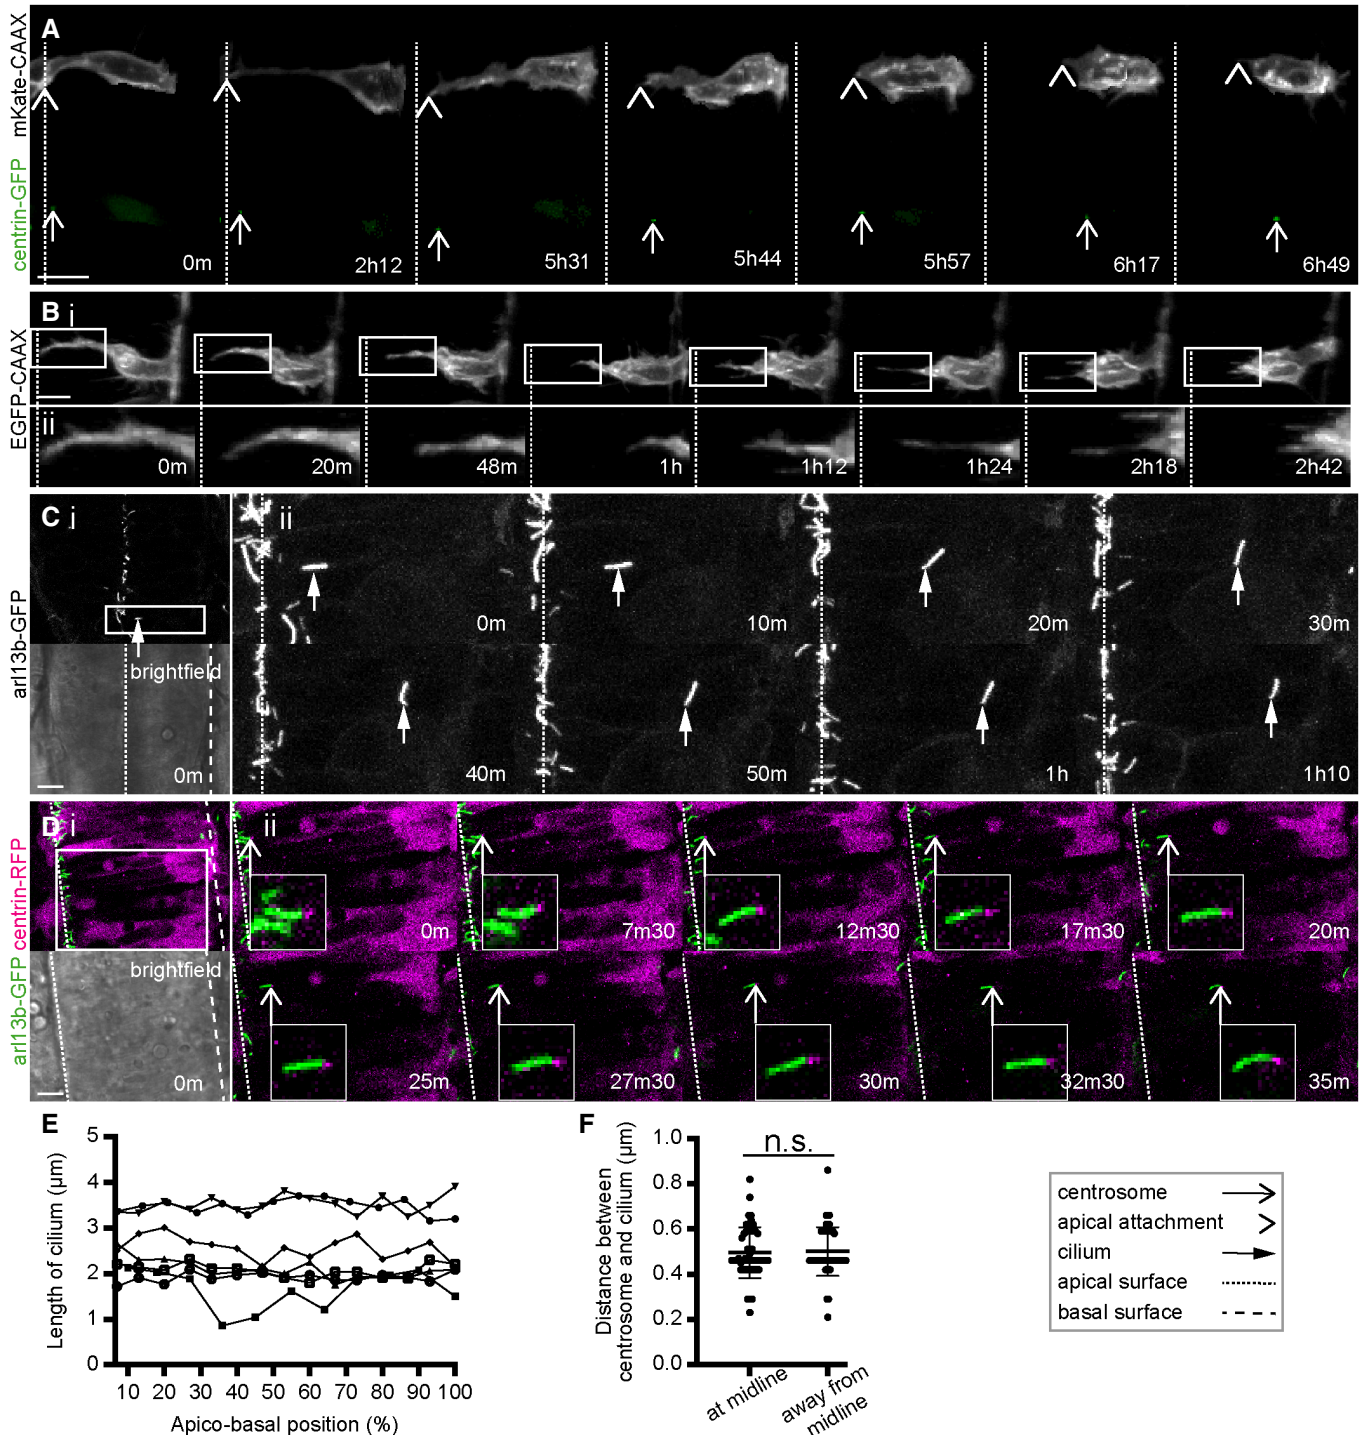 A
mKate-CAAX
centrin-GFP
0m
2h12
5h31
5h44
5h57
6h17
6h49
B
i
EGFP-CAAX
ii
0m
20m
48m
1h
1h12
1h24
2h18
2h42
C
i
ii
arl13b-GFP
0m
10m
20m
30m
brightfield
0m
40m
50m
1h
1h10
D
i
ii
arl13b-GFP centrin-RFP
0m
7m30
12m30
17m30
20m
brightfield
0m
25m
27m30
30m
32m30
35m
E
Length of cilium (µm)
5
4
3
2
1
0
10 20 30 40 50 60 70 80 90 100
Apico-basal position (%)
F
Distance between
centrosome and cilium (µm)
n.s.
1.0
0.8
0.6
0.4
0.2
0.0
at midline
away from
midline
centrosome
apical attachment
cilium
apical surface
basal surface